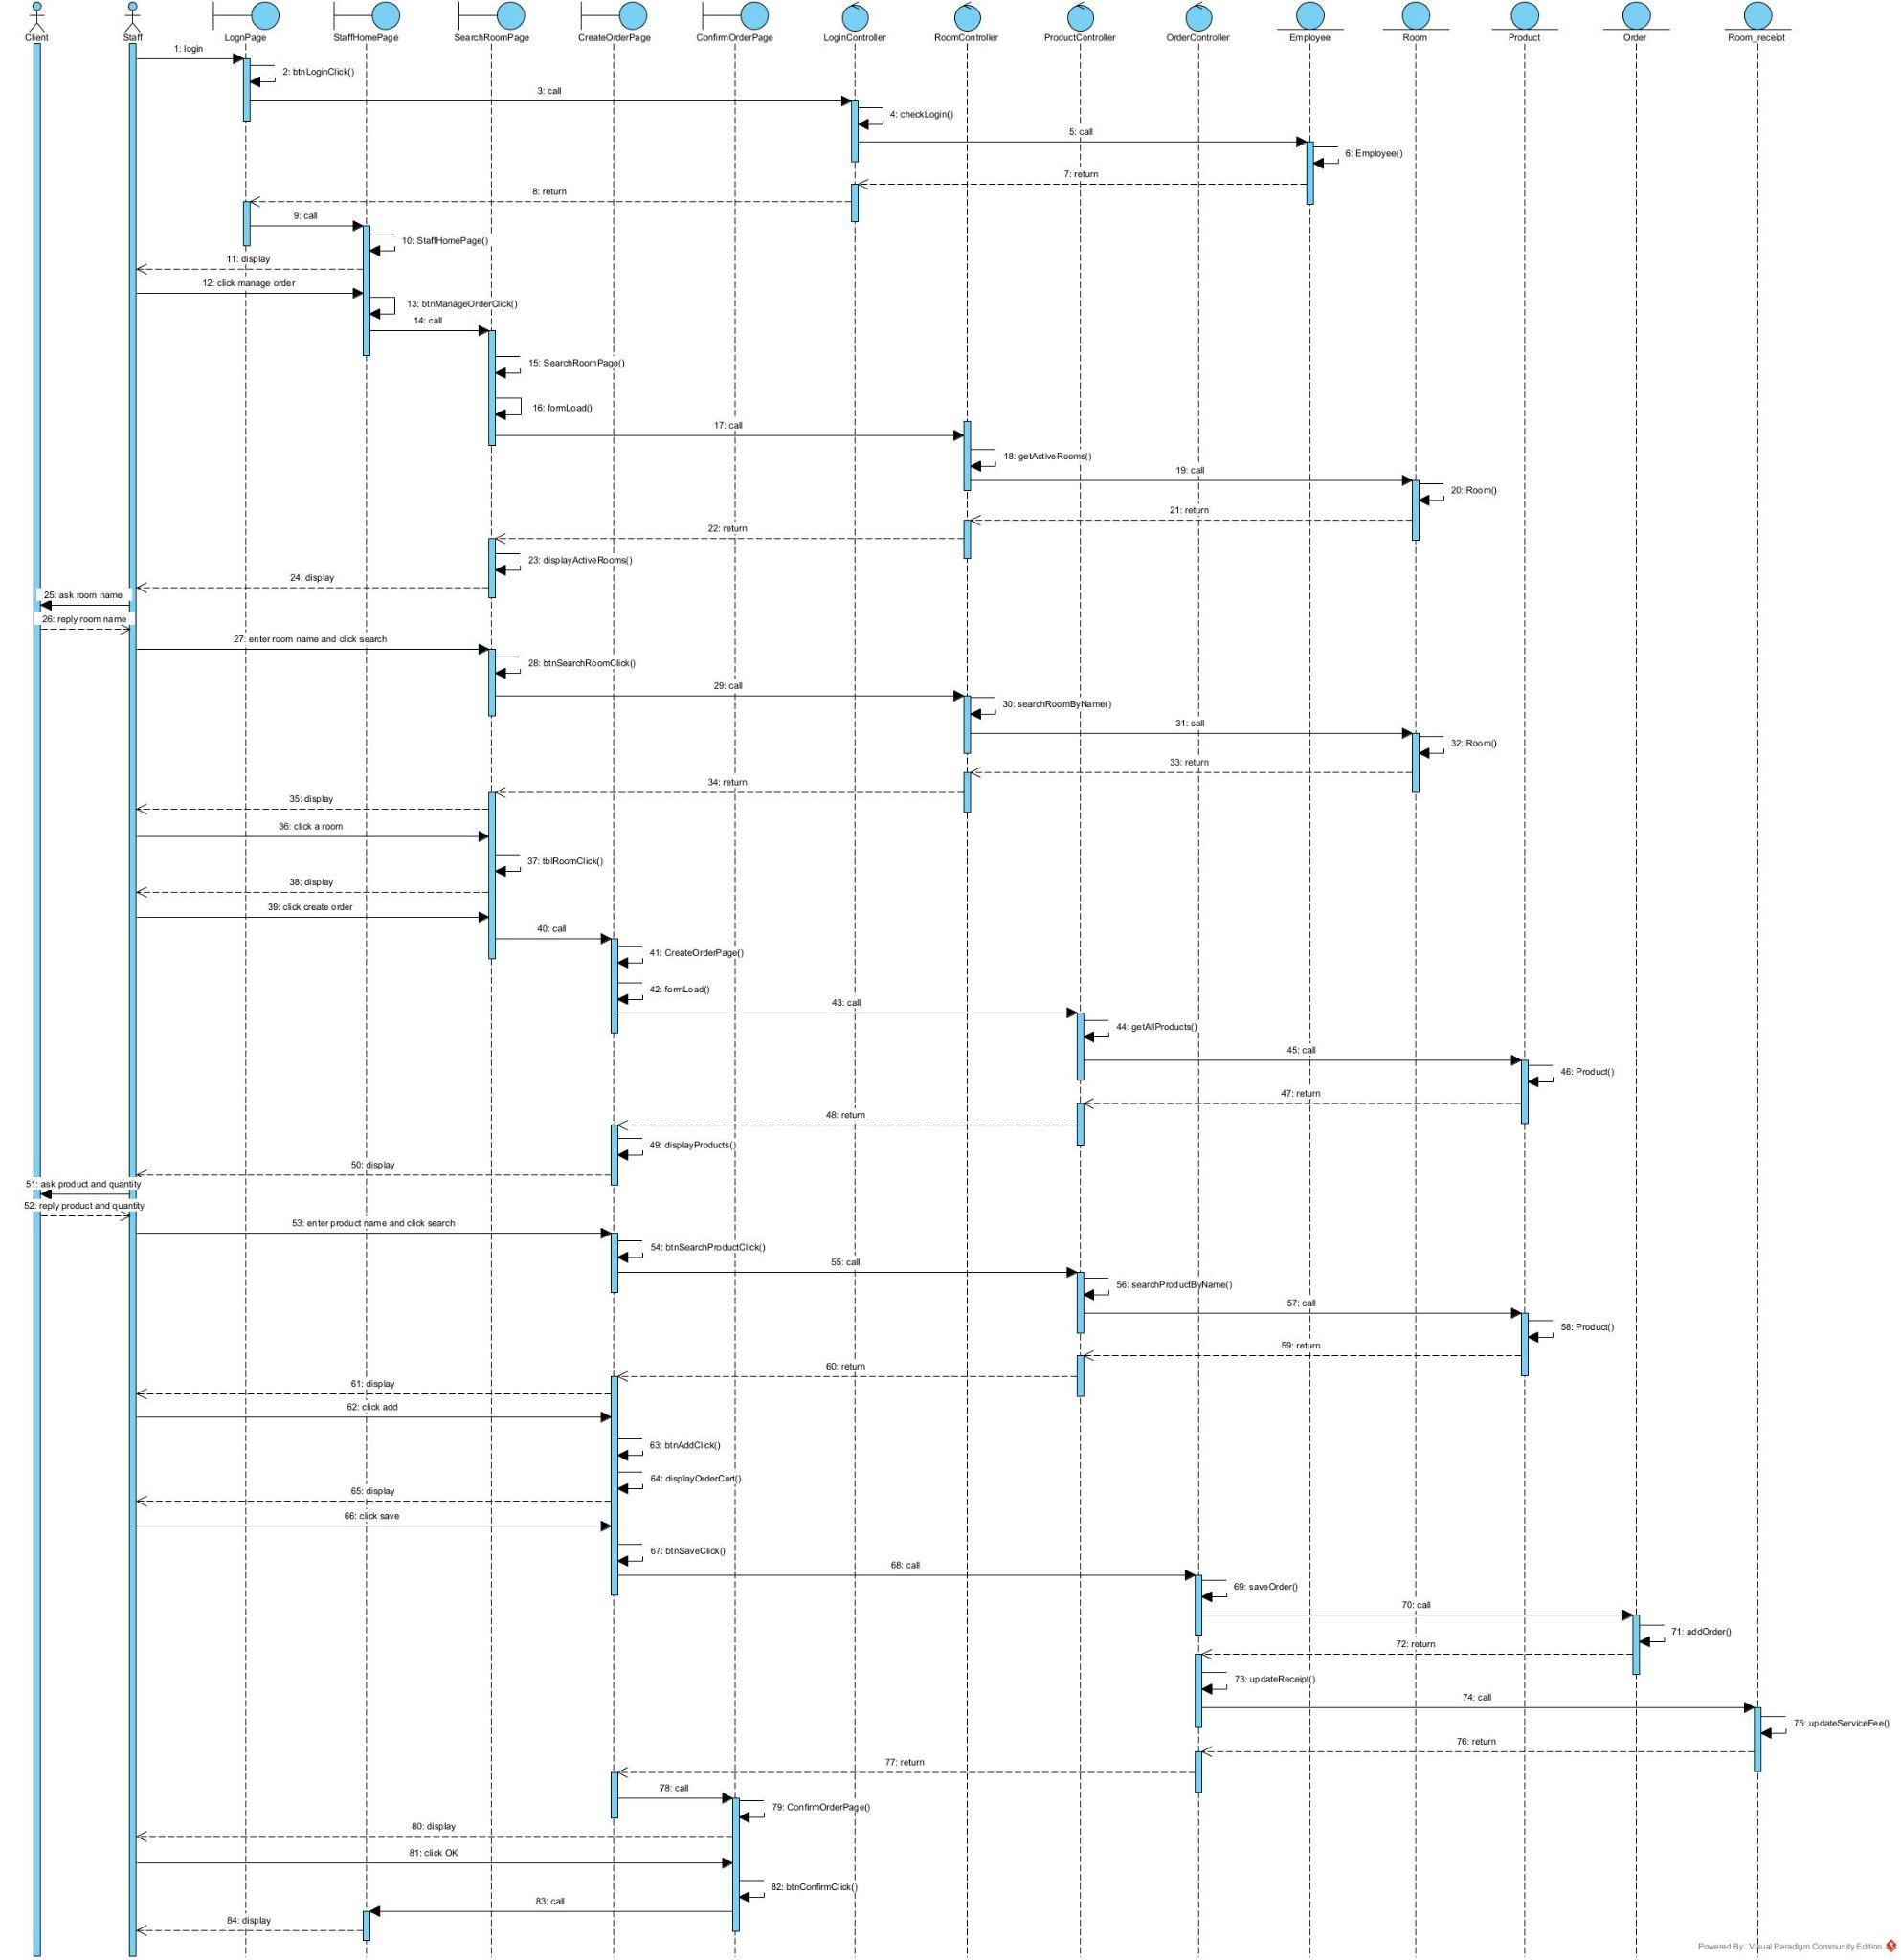 Client
Staff
LognPage
StaffHomePage
SearchRoomPage
CreateOrderPage
ConfirmOrderPage
LoginController
RoomController
ProductController
OrderController
Employee
Room
Product
Order
Room_receipt
1: login
2: btnLoginClick()
3: call
4: checkLogin()
5: call
6: Employee()
7: return
8: return
9: call
10: StaffHomePage()
11: display
12: click manage order
13: btnManageOrderClick()
14: call
15: SearchRoomPage()
16: formLoad()
17: call
18: getActiveRooms()
19: call
20: Room()
21: return
22: return
23: displayActiveRooms()
24: display
25: ask room name
26: reply room name
27: enter room name and click search
28: btnSearchRoomClick()
29: call
30: searchRoomByName()
31: call
32: Room()
33: return
34: return
35: display
36: click a room
37: tblRoomClick()
38: display
39: click create order
40: call
41: CreateOrderPage()
42: formLoad()
43: call
44: getAllProducts()
45: call
46: Product()
47: return
48: return
49: displayProducts()
50: display
51: ask product and quantity
52: reply product and quantity
53: enter product name and click search
54: btnSearchProductClick()
55: call
56: searchProductByName()
57: call
58: Product()
59: return
60: return
61: display
62: click add
63: btnAddClick()
64: displayOrderCart()
65: display
66: click save
67: btnSaveClick()
68: call
69: saveOrder()
70: call
71: addOrder()
72: return
73: updateReceipt()
74: call
75: updateServiceFee()
76: return
77: return
78: call
79: ConfirmOrderPage()
80: display
81: click OK
82: btnConfirmClick()
83: call
84: display
Powered By: Visual Paradigm Community Edition